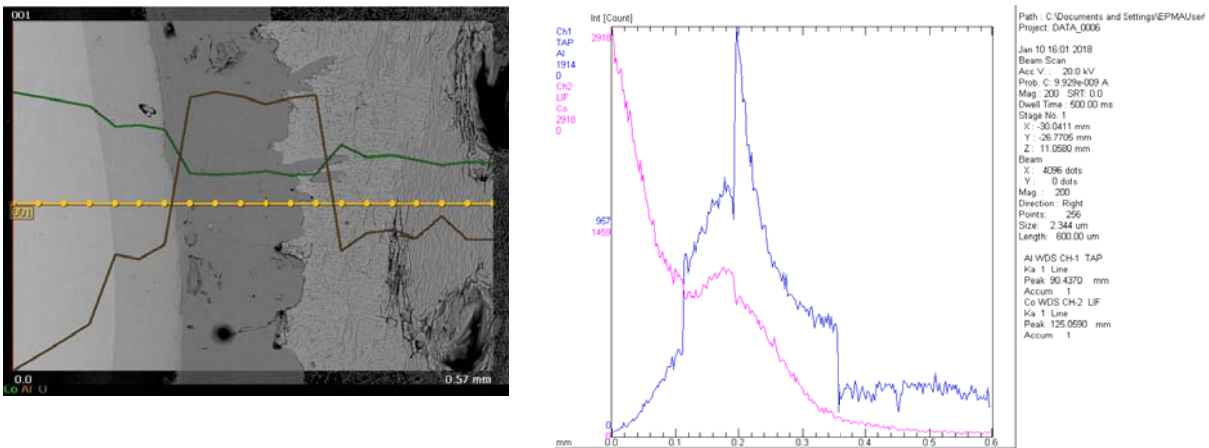 001
001
0.0
0.57 mm
Co Al O
Int [Count]
Ch1
TAP
Al
1914
0
Ch2
LIF
Co
2918
0
2918
957
1459
0
0
mm
0.0
0.1
0.2
0.3
0.4
0.5
0.6
Path : C:\Documents and Settings\EPMAUser\
Project: DATA_0006
Jan 10 16:01 2018
Beam Scan
Acc V. : 20.0 kV
Prob. C: 9.929e-009 A
Mag.: 200 SRT: 0.0
Dwell Time : 500.00 ms
Stage No. 1
X : -30.0411 mm
Y : -26.7705 mm
Z : 11.0580 mm
Beam
X : 4096 dots
Y : 0 dots
Mag. : 200
Direction : Right
Points: 256
Size: 2.344 um
Length: 600.00 um
Al WDS CH-1 TAP
Ka 1 Line
Peak 90.4370 mm
Accum 1
Co WDS CH-2 LIF
Ka 1 Line
Peak 125.0590 mm
Accum 1